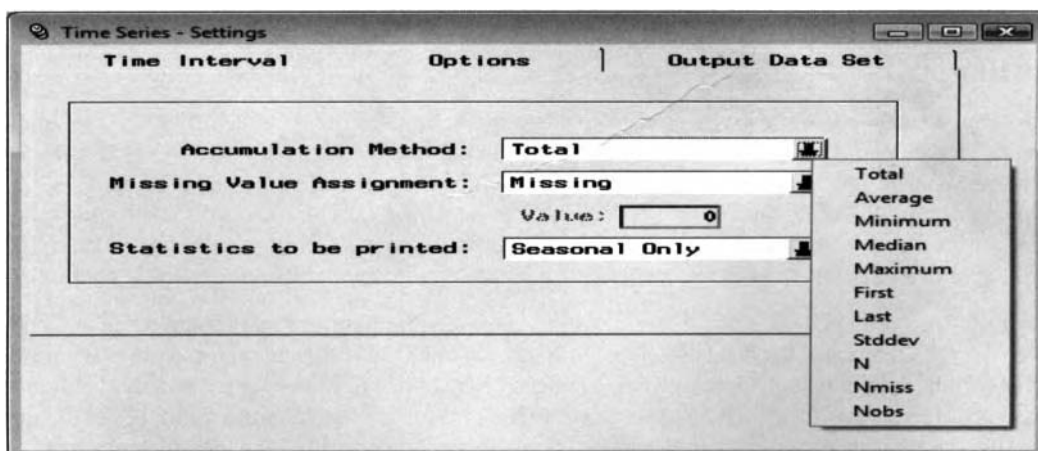 Time Series - Settings
Time Interval Options Output Data Set
Accumulation Method: Total
Missing Value Assignment: Missing
Value: 0
Statistics to be printed: Seasonal Only
Total
Average
Minimum
Median
Maximum
First
Last
Stddev
N
Nmiss
Nobs